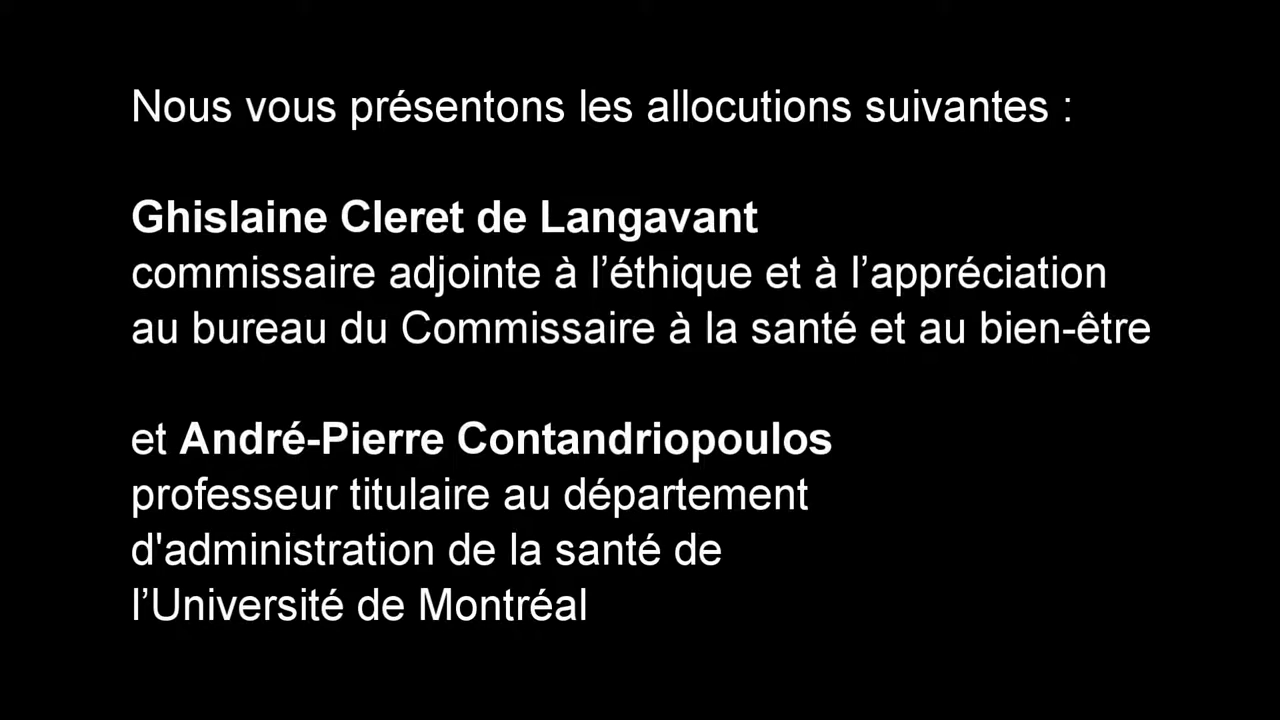 Nous vous présentons les allocutions suivantes :
Ghislaine Cleret de Langavant
commissaire adjointe à l’éthique et à l’appréciation
au bureau du Commissaire à la santé et au bien-être
et André-Pierre Contandriopoulos
professeur titulaire au département
d'administration de la santé de
l’Université de Montréal